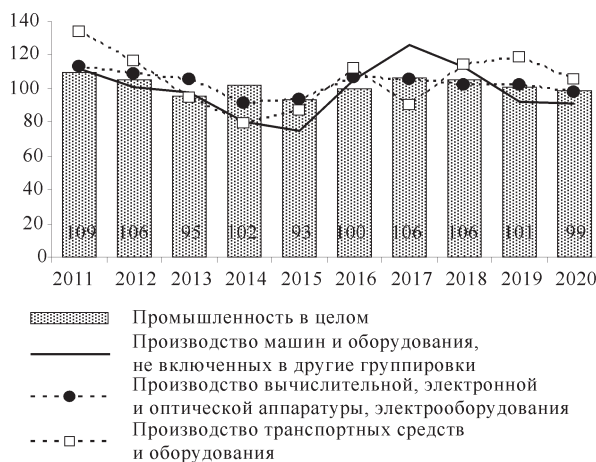 140
120
100
80
60
40
20
0
109 106 95 102 93 100 106 106 101 99
2011 2012 2013 2014 2015 2016 2017 2018 2019 2020
Промышленность в целом
Производство машин и оборудования,
не включенных в другие группировки
Производство вычислительной, электронной
и оптической аппаратуры, электрооборудования
Производство транспортных средств
и оборудования